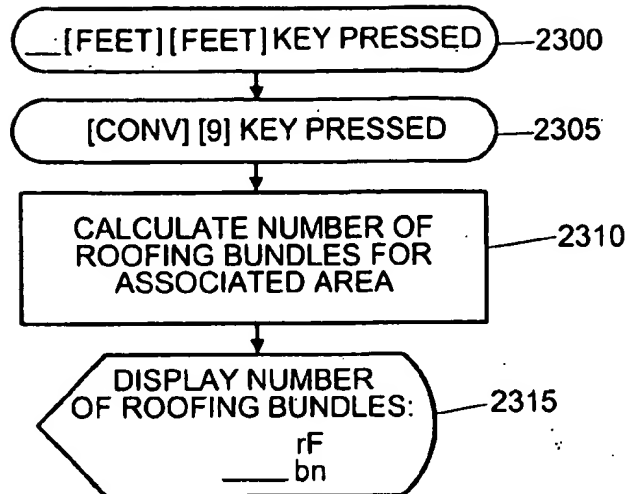 __[FEET][FEET] KEY PRESSED 2300
[CONV] [9] KEY PRESSED 2305
CALCULATE NUMBER OF
ROOFING BUNDLES FOR
ASSOCIATED AREA
2310
DISPLAY NUMBER
OF ROOFING BUNDLES:
rF
____ bn
2315